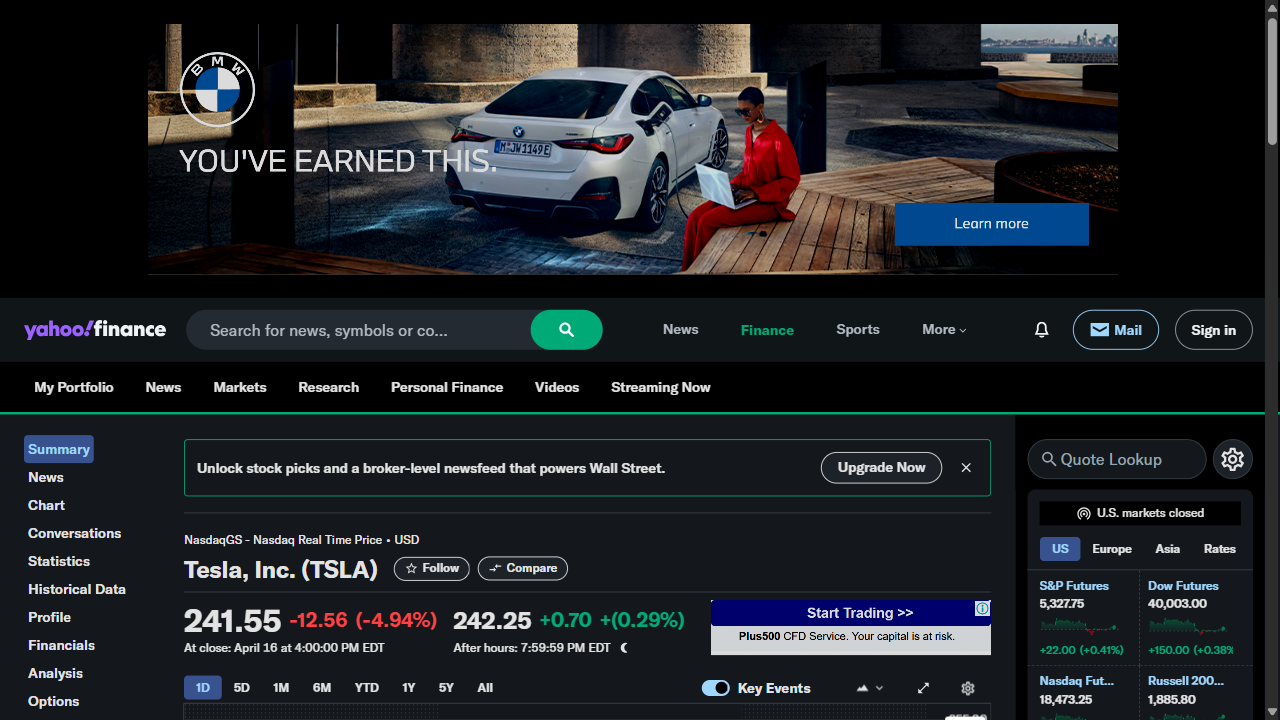 BMW
M·JW1149E
YOU'VE EARNED THIS.
Learn more
yahoo!finance
Search for news, symbols or co...
News
Finance
Sports
More
Mail
Sign in
My Portfolio
News
Markets
Research
Personal Finance
Videos
Streaming Now
Summary
News
Chart
Conversations
Statistics
Historical Data
Profile
Financials
Analysis
Options
Unlock stock picks and a broker-level newsfeed that powers Wall Street.
Upgrade Now
NasdaqGS - Nasdaq Real Time Price • USD
Tesla, Inc. (TSLA)
Follow
Compare
241.55 -12.56 (-4.94%)
At close: April 16 at 4:00:00 PM EDT
242.25 +0.70 +(0.29%)
After hours: 7:59:59 PM EDT
Start Trading >>
Plus500 CFD Service. Your capital is at risk.
1D 5D 1M 6M YTD 1Y 5Y All
Key Events
Quote Lookup
U.S. markets closed
US Europe Asia Rates
S&P Futures
5,327.75
+22.00 (+0.41%)
Dow Futures
40,003.00
+150.00 (+0.38%
Nasdaq Fut...
18,473.25
Russell 200...
1,885.80